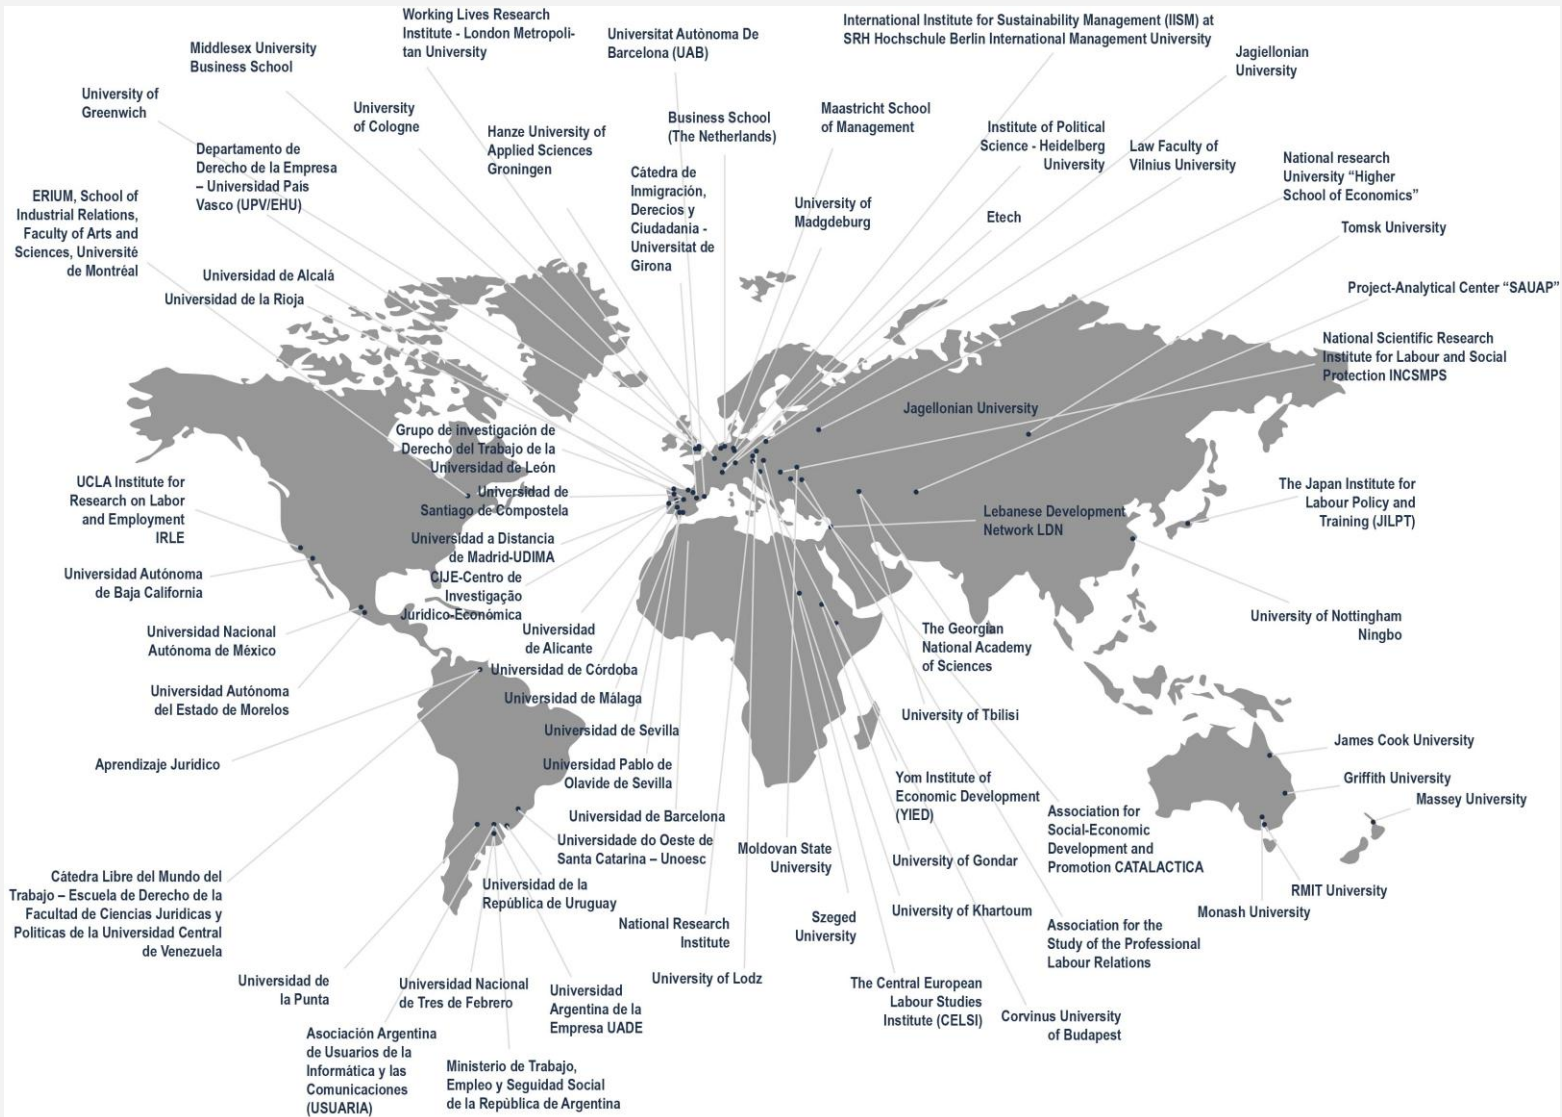 Working Lives Research
Institute - London Metropoli-
tan University
Universitat Autònoma De
Barcelona (UAB)
International Institute for Sustainability Management (IISM) at
SRH Hochschule Berlin International Management University
Middlesex University
Business School
Jagiellonian
University
University of
Greenwich
University
of Cologne
Hanze University of
Applied Sciences
Groningen
Business School
(The Netherlands)
Maastricht School
of Management
Institute of Political
Science - Heidelberg
University
Law Faculty of
Vilnius University
National research
University “Higher
School of Economics”
Departamento de
Derecho de la Empresa
– Universidad Pais
Vasco (UPV/EHU)
Cátedra de
Inmigración,
Derecios y
Ciudadania -
Universitat de
Girona
University of
Madgdeburg
Etech
Tomsk University
ERIUM, School of
Industrial Relations,
Faculty of Arts and
Sciences, Université
de Montréal
Universidad de Alcalá
Universidad de la Rioja
Project-Analytical Center “SAUAP”
National Scientific Research
Institute for Labour and Social
Protection INCSMPS
Jagellonian University
Grupo de investigación de
Derecho del Trabajo de la
Universidad de León
UCLA Institute for
Research on Labor
and Employment
IRLE
Universidad de
Santiago de Compostela
Lebanese Development
Network LDN
The Japan Institute for
Labour Policy and
Training (JILPT)
Universidad a Distancia
de Madrid-UDIMA
Universidad Autónoma
de Baja California
CIJE-Centro de
Investigação
Jurídico-Económica
Universidad Nacional
Autónoma de México
Universidad
de Alicante
The Georgian
National Academy
of Sciences
University of Nottingham
Ningbo
Universidad de Córdoba
Universidad Autónoma
del Estado de Morelos
Universidad de Málaga
University of Tbilisi
Universidad de Sevilla
James Cook University
Aprendizaje Jurídico
Universidad Pablo de
Olavide de Sevilla
Yom Institute of
Economic Development
(YIED)
Griffith University
Massey University
Universidad de Barcelona
Association for
Social-Economic
Development and
Promotion CATALACTICA
Universidade do Oeste de
Santa Catarina – Unoesc
Moldovan State
University
University of Gondar
Cátedra Libre del Mundo del
Trabajo – Escuela de Derecho de la
Facultad de Ciencias Juridicas y
Politicas de la Universidad Central
de Venezuela
Universidad de la
República de Uruguay
RMIT University
Monash University
National Research
Institute
Szeged
University
University of Khartoum
Association for the
Study of the Professional
Labour Relations
Universidad de
la Punta
Universidad Nacional
de Tres de Febrero
University of Lodz
Universidad
Argentina de la
Empresa UADE
The Central European
Labour Studies
Institute (CELSI)
Corvinus University
of Budapest
Asociación Argentina
de Usuarios de la
Informática y las
Comunicaciones
(USUARIA)
Ministerio de Trabajo,
Empleo y Seguidad Social
de la República de Argentina